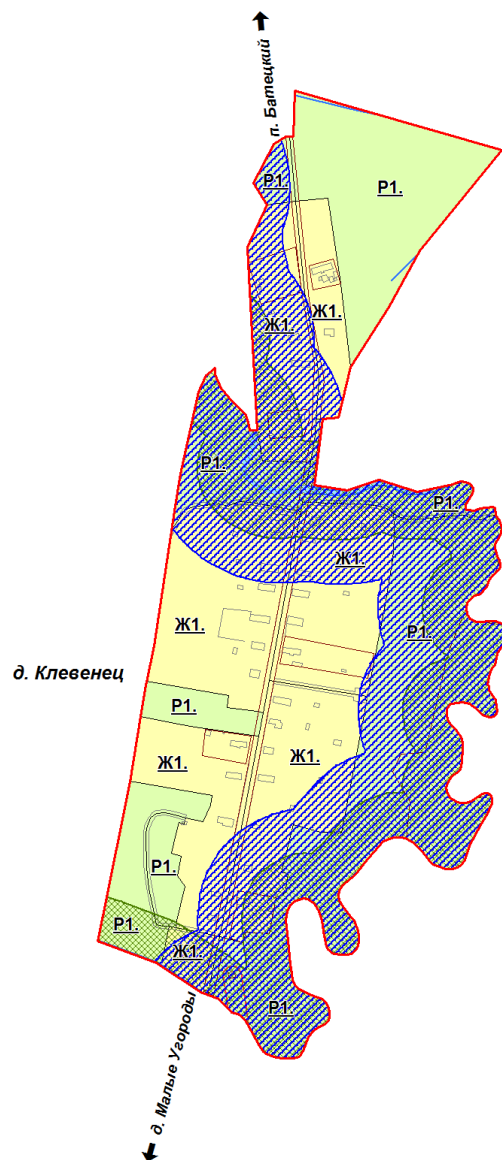 п. Батецкий
Р1.
Р1.
Ж1.
Ж1.
Р1.
Р1.
Ж1.
Ж1.
Р1.
д. Клевенец
Р1.
Ж1.
Ж1.
Р1.
Р1.
Ж1.
Р1.
д. Малые Угороды